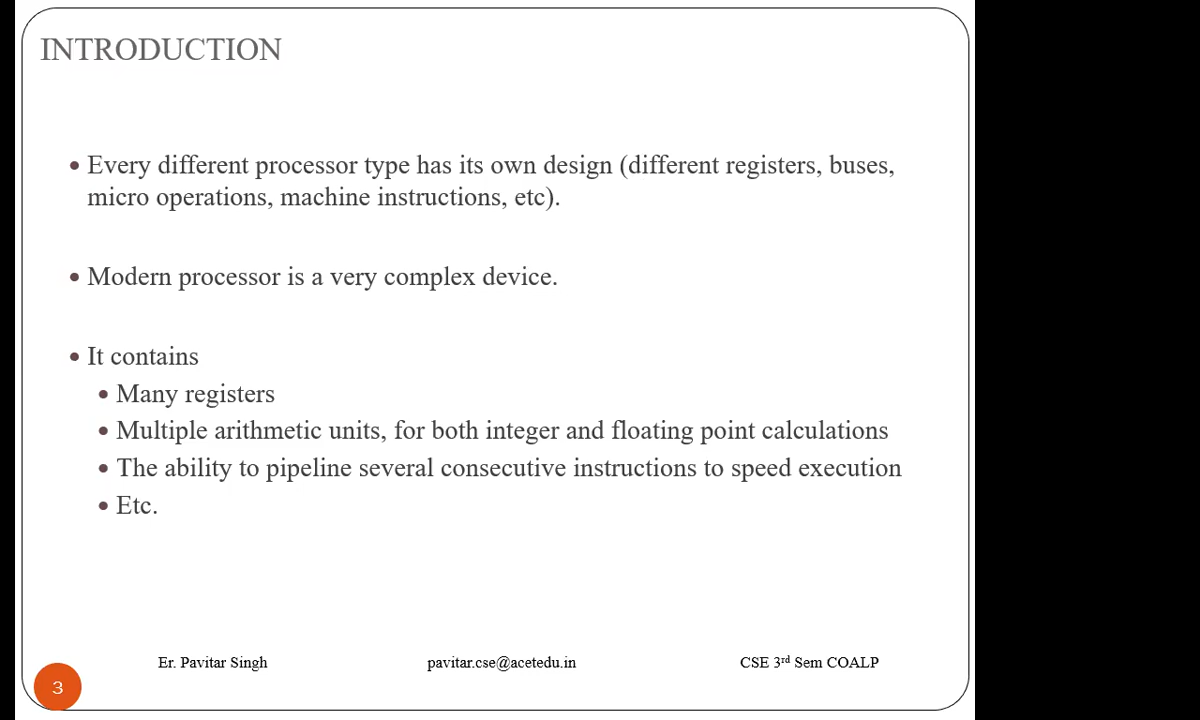 INTRODUCTION
• Every different processor type has its own design (different registers, buses,
micro operations, machine instructions, etc).
• Modern processor is a very complex device.
• It contains
• Many registers
• Multiple arithmetic units, for both integer and floating point calculations
• The ability to pipeline several consecutive instructions to speed execution
• Etc.
Er. Pavitar Singh pavitar.cse@acetedu.in CSE 3rd Sem COALP
3